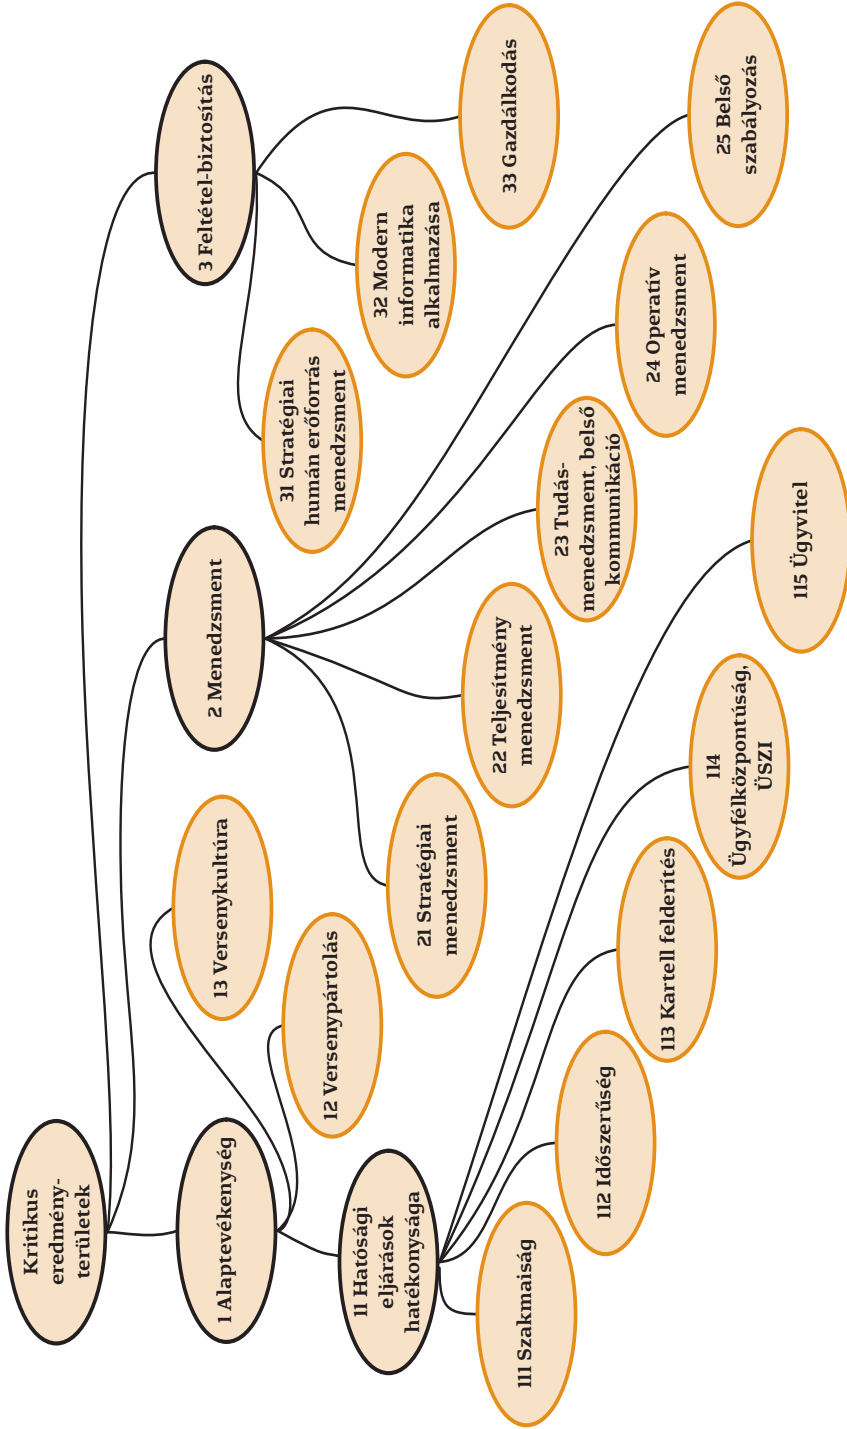 Kritikus
eredmény-
területek
1 Alaptevékenység
2 Menedzsment
3 Feltétel-biztosítás
11 Hatósági
eljárások
hatékonysága
12 Versenypártolás
13 Versenykultúra
21 Stratégiai
menedzsment
22 Teljesítmény
menedzsment
23 Tudás-
menedzsment, belső
kommunikáció
24 Operatív
menedzsment
25 Belső
szabályozás
31 Stratégiai
humán erőforrás
menedzsment
32 Modern
informatika
alkalmazása
33 Gazdálkodás
111 Szakmaiság
112 Időszerűség
113 Kartell felderítés
114
Ügyfélközpontúság,
ÜSZI
115 Ügyvitel